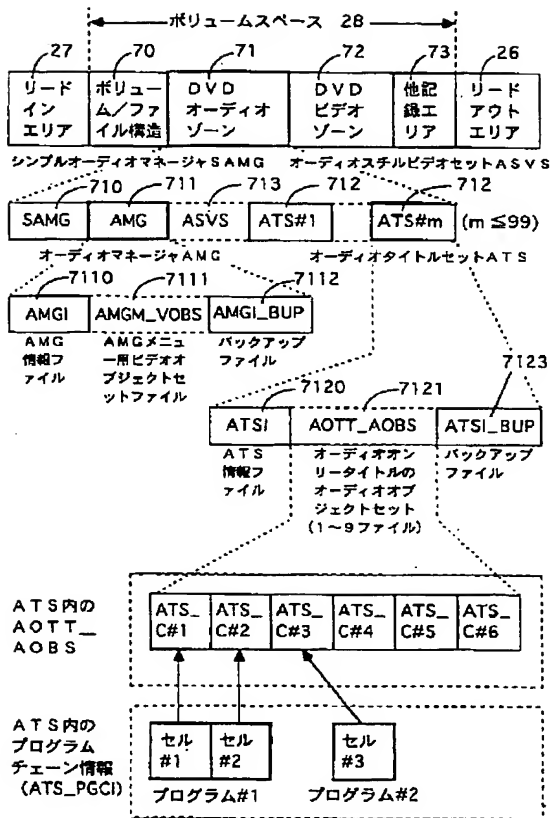 ボリュームスペース 28
27 70 71 72 73 26
リード
イン
エリア
ボリュー
ム／ファ
イル構造
DVD
オーディオ
ゾーン
DVD
ビデオ
ゾーン
他記
録エ
リア
リード
アウト
エリア
シンプルオーディオマネージャSAMG
オーディオスチルビデオセットASVS
710 711 713 712 712
SAMG AMG ASVS ATS#1 ATS#m (m≦99)
オーディオマネージャAMG
オーディオタイトルセットATS
7110 7111 7112
AMGI AMGM_VOBS AMGI_BUP
AMG
情報フ
ァイル
AMGメニュ
ー用ビデオオ
ブジェクトセ
ットファイル
バックアップ
ファイル
7120 7121 7123
ATSI AOTT_AOBS ATSI_BUP
ATS
情報フ
ァイル
オーディオオン
リータイトルの
オーディオオブ
ジェクトセット
(1～9ファイル)
バックアップ
ファイル
ATS内の
AOTT_
AOBS
ATS_
C#1
ATS_
C#2
ATS_
C#3
ATS_
C#4
ATS_
C#5
ATS_
C#6
ATS内の
プログラム
チェーン情報
(ATS_PGCI)
セル
#1
セル
#2
セル
#3
プログラム#1
プログラム#2